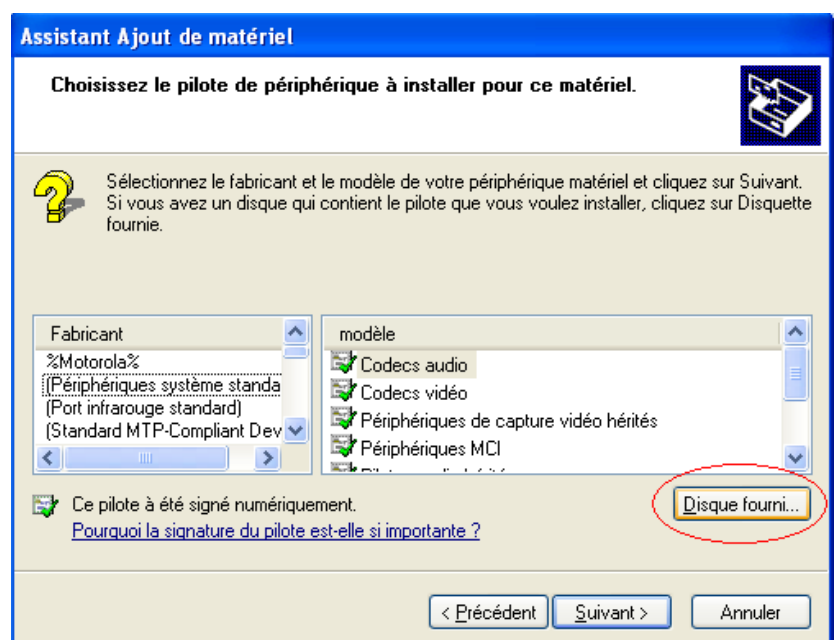 Assistant Ajout de matériel
Choisissez le pilote de périphérique à installer pour ce matériel.
Sélectionnez le fabricant et le modèle de votre périphérique matériel et cliquez sur Suivant.
Si vous avez un disque qui contient le pilote que vous voulez installer, cliquez sur Disquette
fournie.
Fabricant
%Motorola%
(Périphériques système standa
(Port infrarouge standard)
(Standard MTP-Compliant Dev
modèle
Codecs audio
Codecs vidéo
Périphériques de capture vidéo hérités
Périphériques MCI
Ce pilote à été signé numériquement.
Disque fourni...
Pourquoi la signature du pilote est-elle si importante ?
< Précédent
Suivant >
Annuler